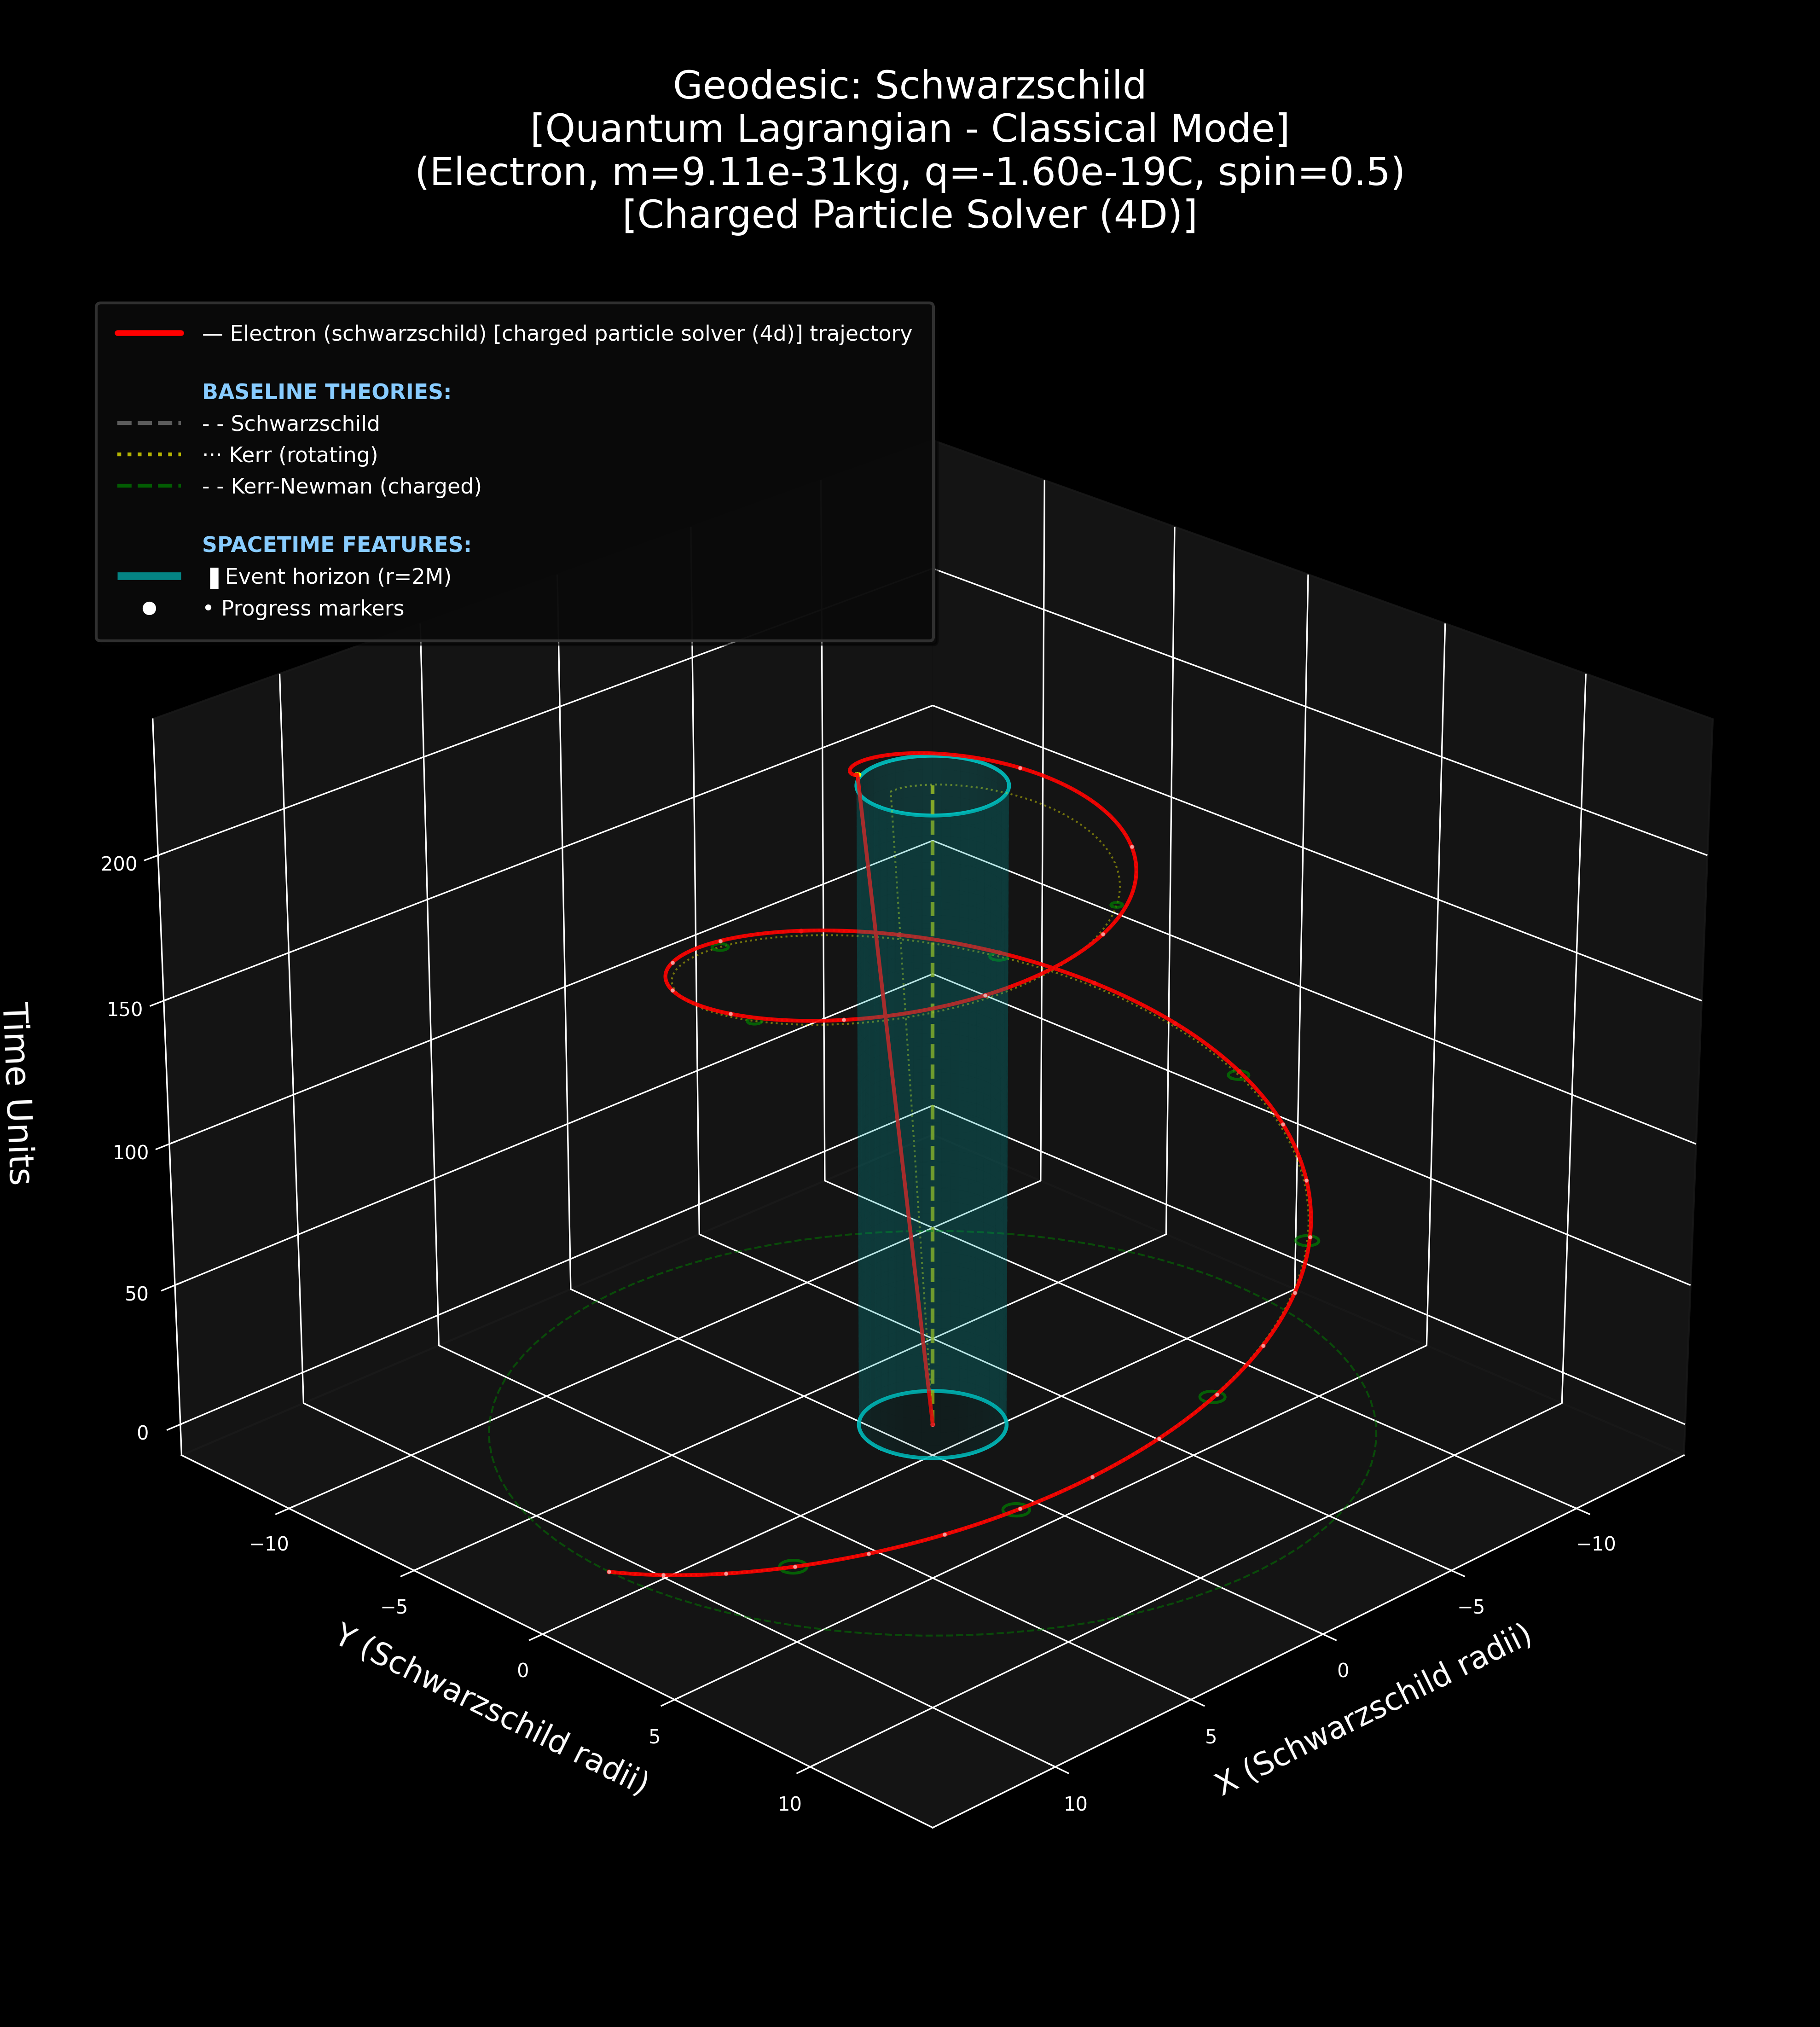 Geodesic: Schwarzschild
[Quantum Lagrangian - Classical Mode]
(Electron, m=9.11e-31kg, q=-1.60e-19C, spin=0.5)
[Charged Particle Solver (4D)]
— Electron (schwarzschild) [charged particle solver (4d)] trajectory
BASELINE THEORIES:
- - Schwarzschild
··· Kerr (rotating)
- - Kerr-Newman (charged)
SPACETIME FEATURES:
▐ Event horizon (r=2M)
• Progress markers
200
150
100
50
0
Time Units
−10
−5
0
5
10
Y (Schwarzschild radii)
−10
−5
0
5
10
X (Schwarzschild radii)